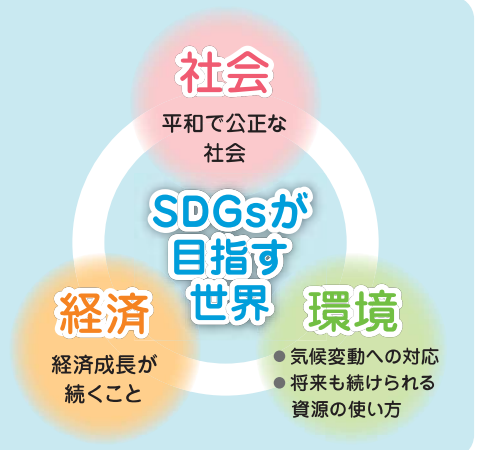 社会
平和で公正な
社会
SDGsが
目指す
世界
経済
経済成長が
続くこと
環境
●気候変動への対応
●将来も続けられる
資源の使い方